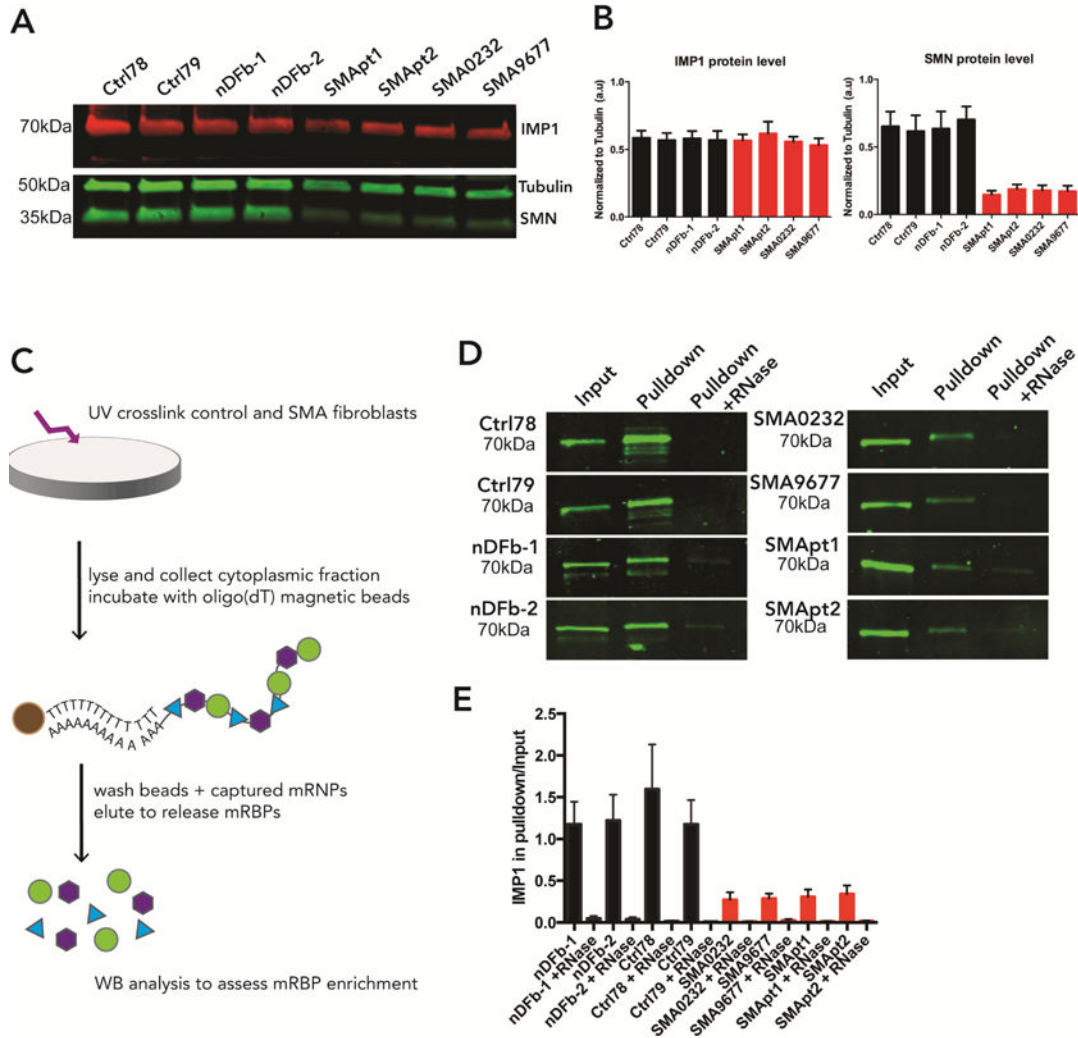 A
Ctrl78 Ctrl79 nDFb-1 nDFb-2 SMApt1 SMApt2 SMA0232 SMA9677
70kDa IMP1
50kDa Tubulin
35kDa SMN
B
IMP1 protein level
Normalized to Tubulin (a.u)
1.0
0.5
0.0
Ctrl78 Ctrl79 nDFb-1 nDFb-2 SMApt1 SMApt2 SMA0232 SMA9677
SMN protein level
Normalized to Tubulin (a.u)
1.0
0.5
0.0
Ctrl78 Ctrl79 nDFb-1 nDFb-2 SMApt1 SMApt2 SMA0232 SMA9677
C
UV crosslink control and SMA fibroblasts
lyse and collect cytoplasmic fraction
incubate with oligo(dT) magnetic beads
wash beads + captured mRNPs
elute to release mRBPs
WB analysis to assess mRBP enrichment
D
Input Pulldown Pulldown +RNase
Ctrl78
70kDa
Ctrl79
70kDa
nDFb-1
70kDa
nDFb-2
70kDa
Input Pulldown Pulldown +RNase
SMA0232
70kDa
SMA9677
70kDa
SMApt1
70kDa
SMApt2
70kDa
E
IMP1 in pulldown/Input
2.5
2.0
1.5
1.0
0.5
0.0
nDFb-1
nDFb-1 +RNase
nDFb-2
nDFb-2 + RNase
Ctrl78
Ctrl78 + RNase
Ctrl79
Ctrl79 + RNase
SMA0232
SMA0232 + RNase
SMA9677
SMA9677 + RNase
SMApt1
SMApt1 + RNase
SMApt2
SMApt2 + RNase